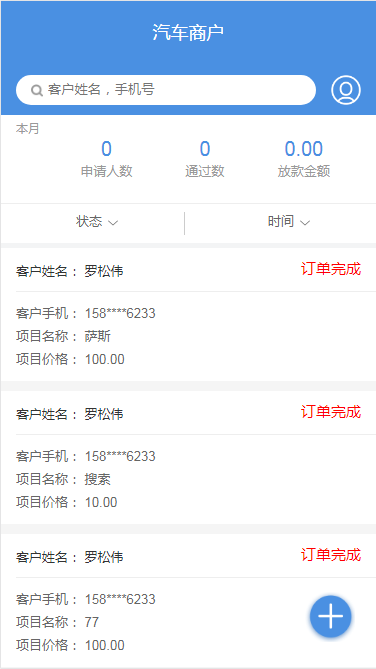 汽车商户
客户姓名，手机号
本月
0 0 0.00
申请人数 通过数 放款金额
状态 时间
客户姓名： 罗松伟 订单完成
客户手机： 158****6233
项目名称： 萨斯
项目价格： 100.00
客户姓名： 罗松伟 订单完成
客户手机： 158****6233
项目名称： 搜索
项目价格： 10.00
客户姓名： 罗松伟 订单完成
客户手机： 158****6233
项目名称： 77
项目价格： 100.00